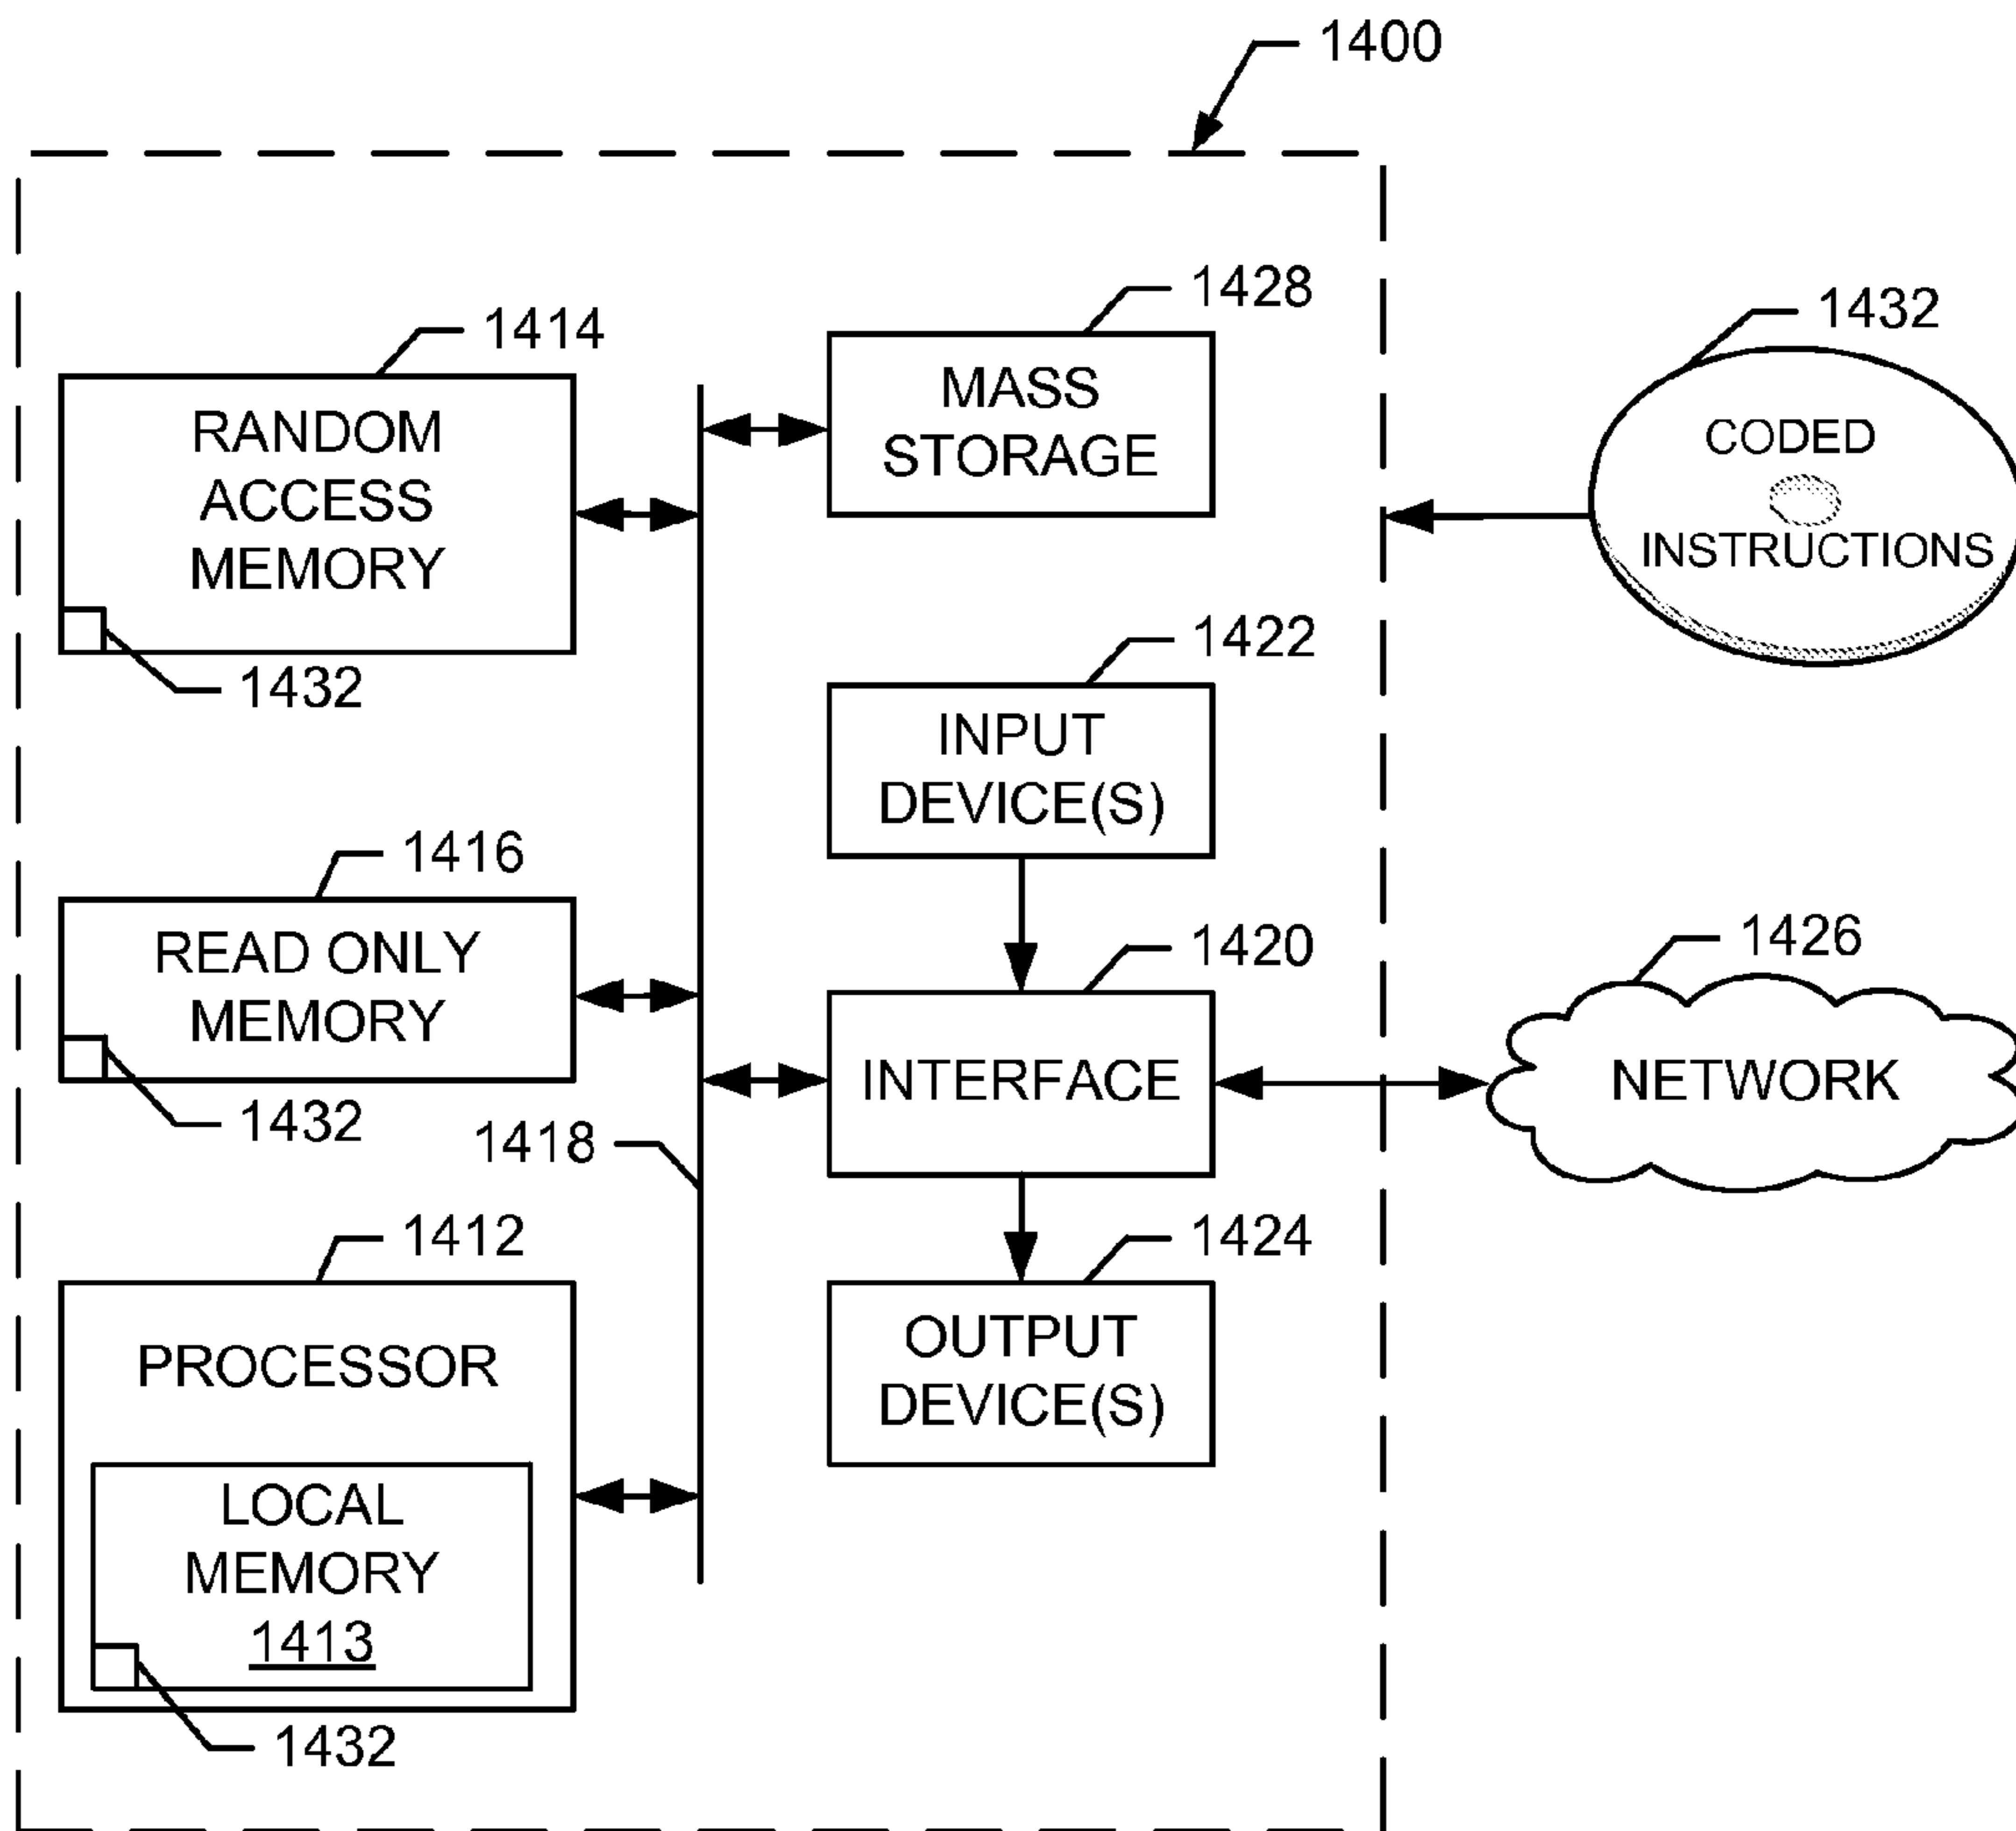 1400
1414
RANDOM
ACCESS
MEMORY
1432
1416
READ ONLY
MEMORY
1432
1418
1412
PROCESSOR
LOCAL
MEMORY
1413
1432
1428
MASS
STORAGE
1422
INPUT
DEVICE(S)
1420
INTERFACE
1424
OUTPUT
DEVICE(S)
1432
CODED
INSTRUCTIONS
1426
NETWORK